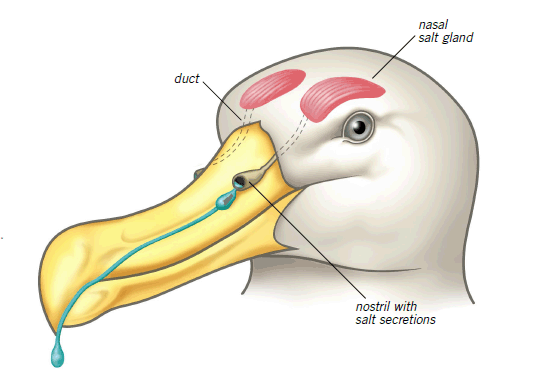 nasal
salt gland
duct
nostril with
salt secretions